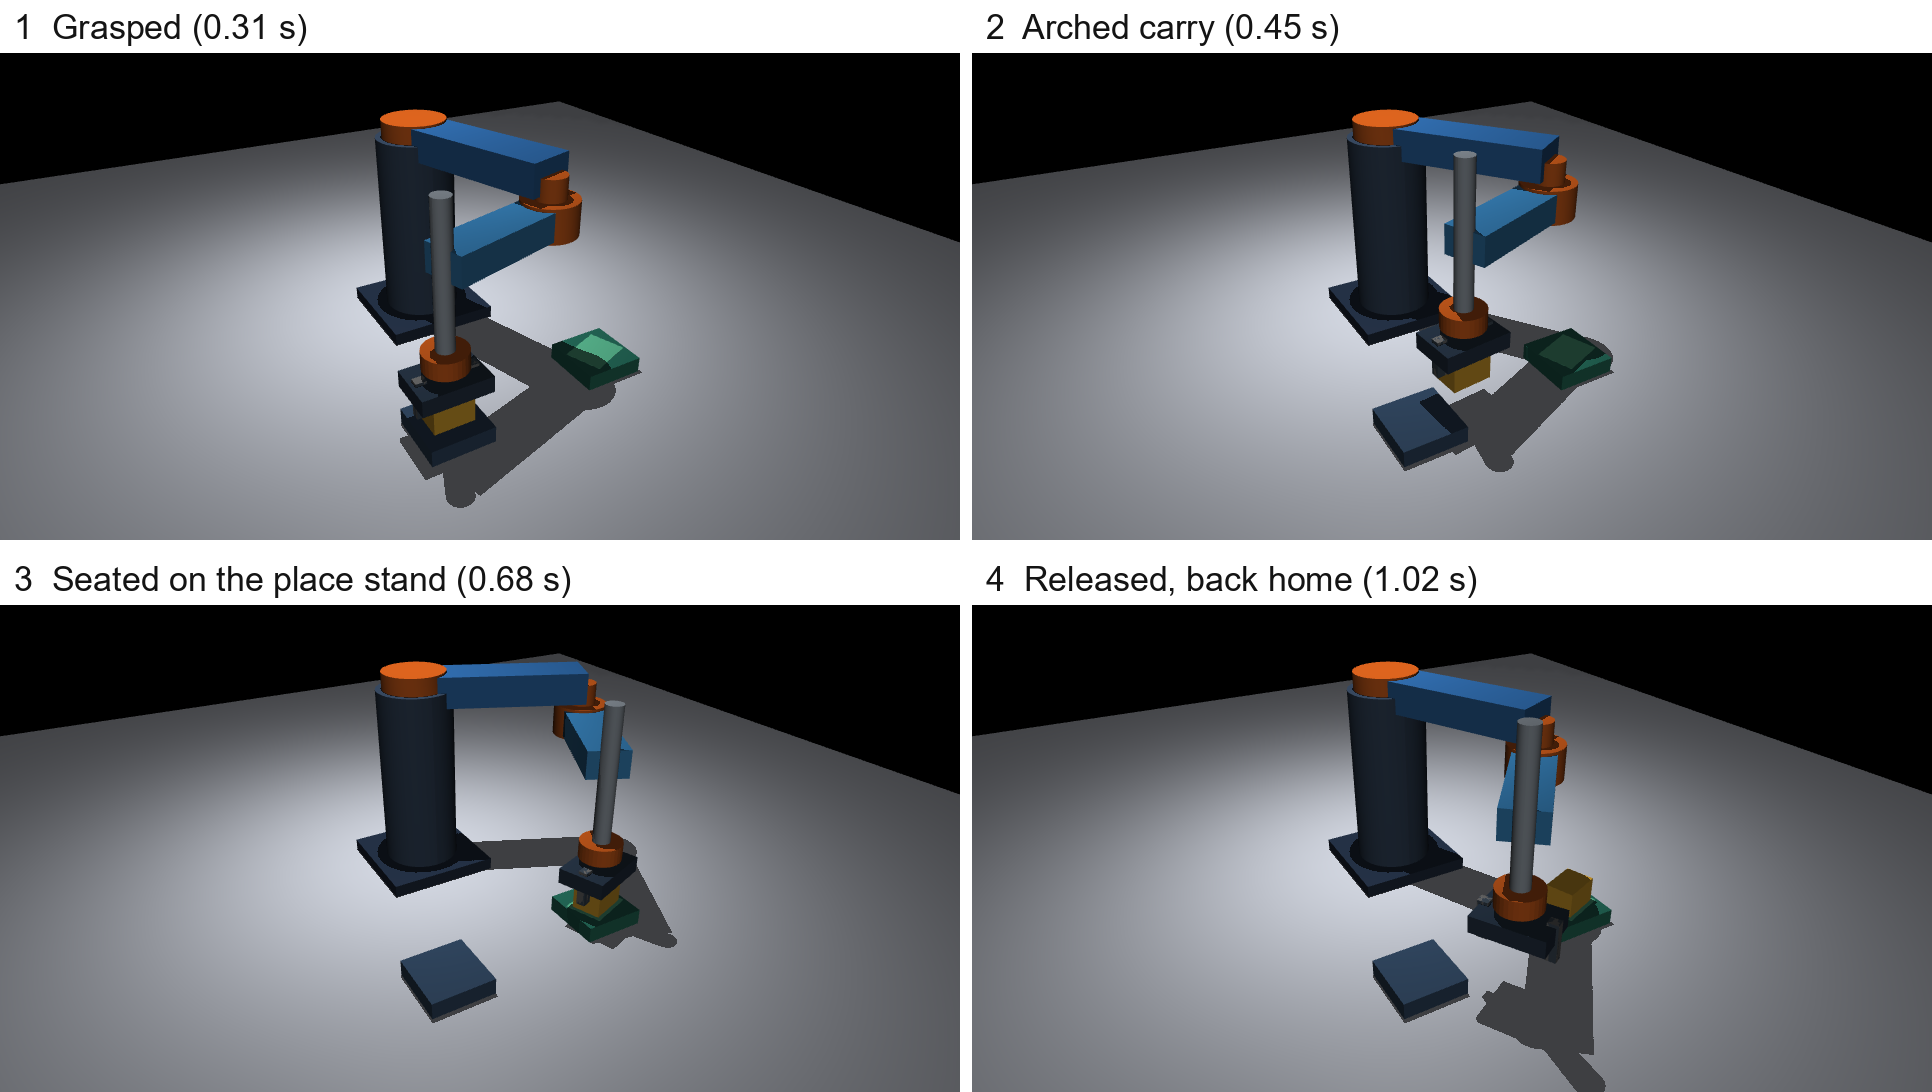 1 Grasped (0.31 s)
2 Arched carry (0.45 s)
3 Seated on the place stand (0.68 s)
4 Released, back home (1.02 s)